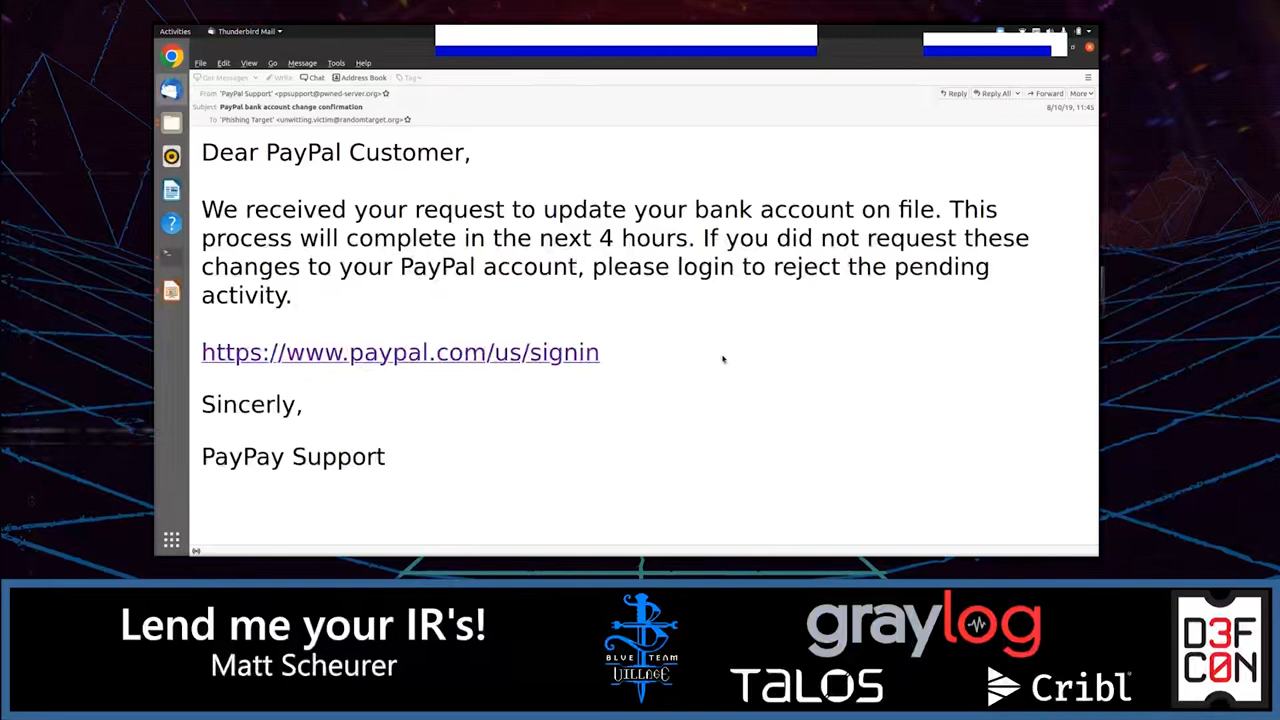 Activities Thunderbird Mail
File Edit View Go Message Tools Help
Get Messages Write Chat Address Book Tag
From 'PayPal Support' <ppsupport@pwned-server.org>
Reply Reply All Forward More
Subject PayPal bank account change confirmation
8/10/19, 11:45
To 'Phishing Target' <unwitting.victim@randomtarget.org>
Dear PayPal Customer,
We received your request to update your bank account on file. This
process will complete in the next 4 hours. If you did not request these
changes to your PayPal account, please login to reject the pending
activity.
https://www.paypal.com/us/signin
Sincerly,
PayPay Support
Lend me your IR's!
Matt Scheurer
BLUE TEAM
VILLAGE
graylog
TALOS
Cribl
D3F
C0N